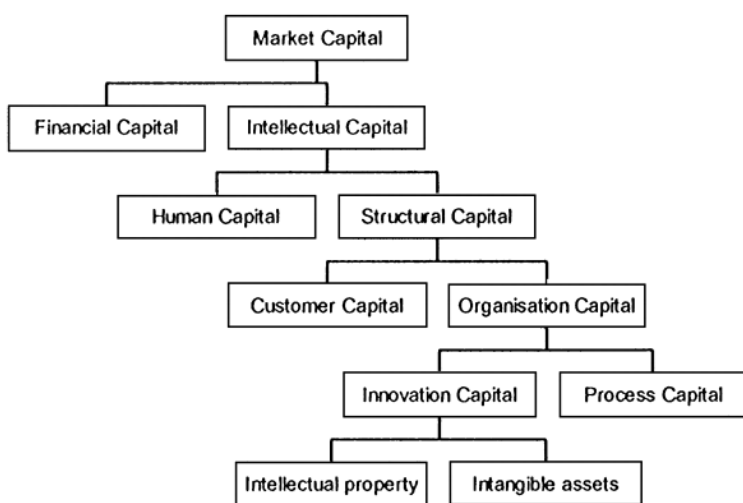 Market Capital
Financial Capital
Intellectual Capital
Human Capital
Structural Capital
Customer Capital
Organisation Capital
Innovation Capital
Process Capital
Intellectual property
Intangible assets